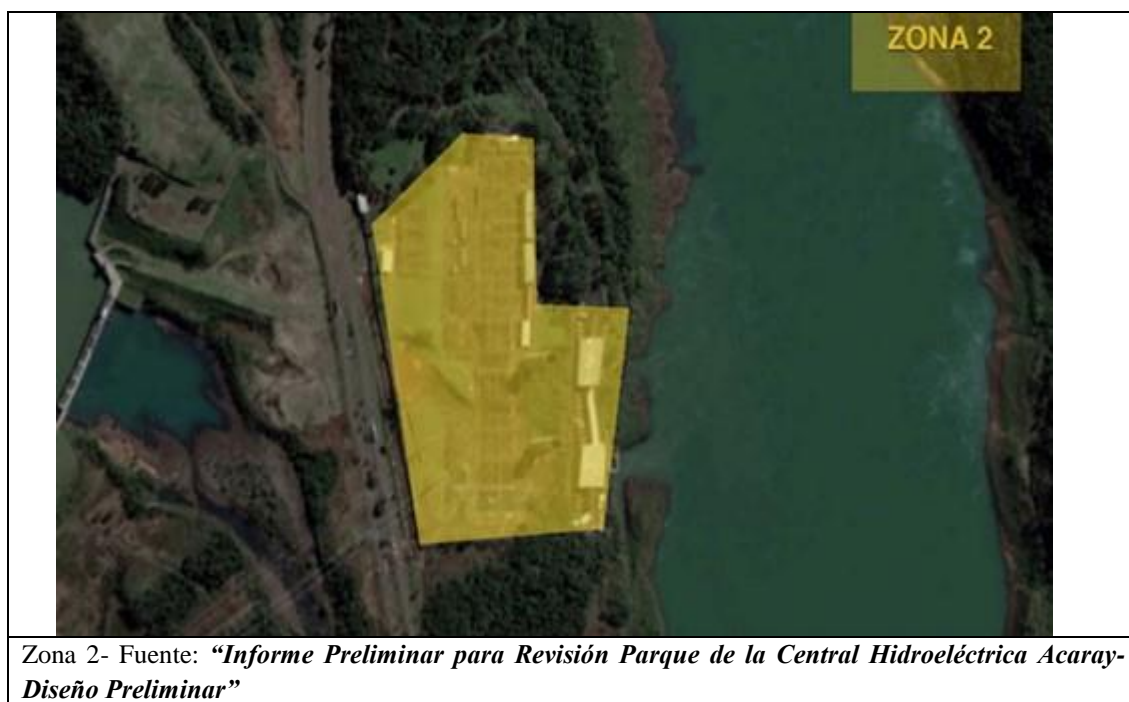 ZONA 2
Zona 2- Fuente: “Informe Preliminar para Revisión Parque de la Central Hidroeléctrica Acaray-
Diseño Preliminar”